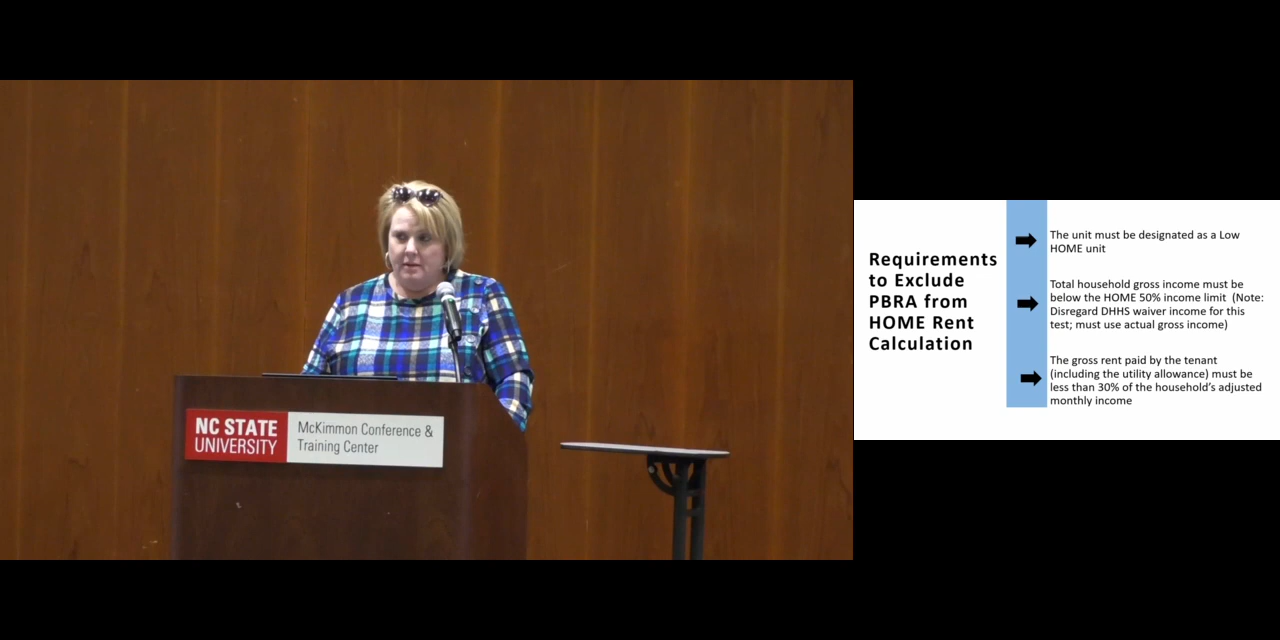 NC STATE
UNIVERSITY
McKimmon Conference &
Training Center
Requirements
to Exclude
PBRA from
HOME Rent
Calculation
The unit must be designated as a Low
HOME unit
Total household gross income must be
below the HOME 50% income limit (Note:
Disregard DHHS waiver income for this
test; must use actual gross income)
The gross rent paid by the tenant
(including the utility allowance) must be
less than 30% of the household's adjusted
monthly income